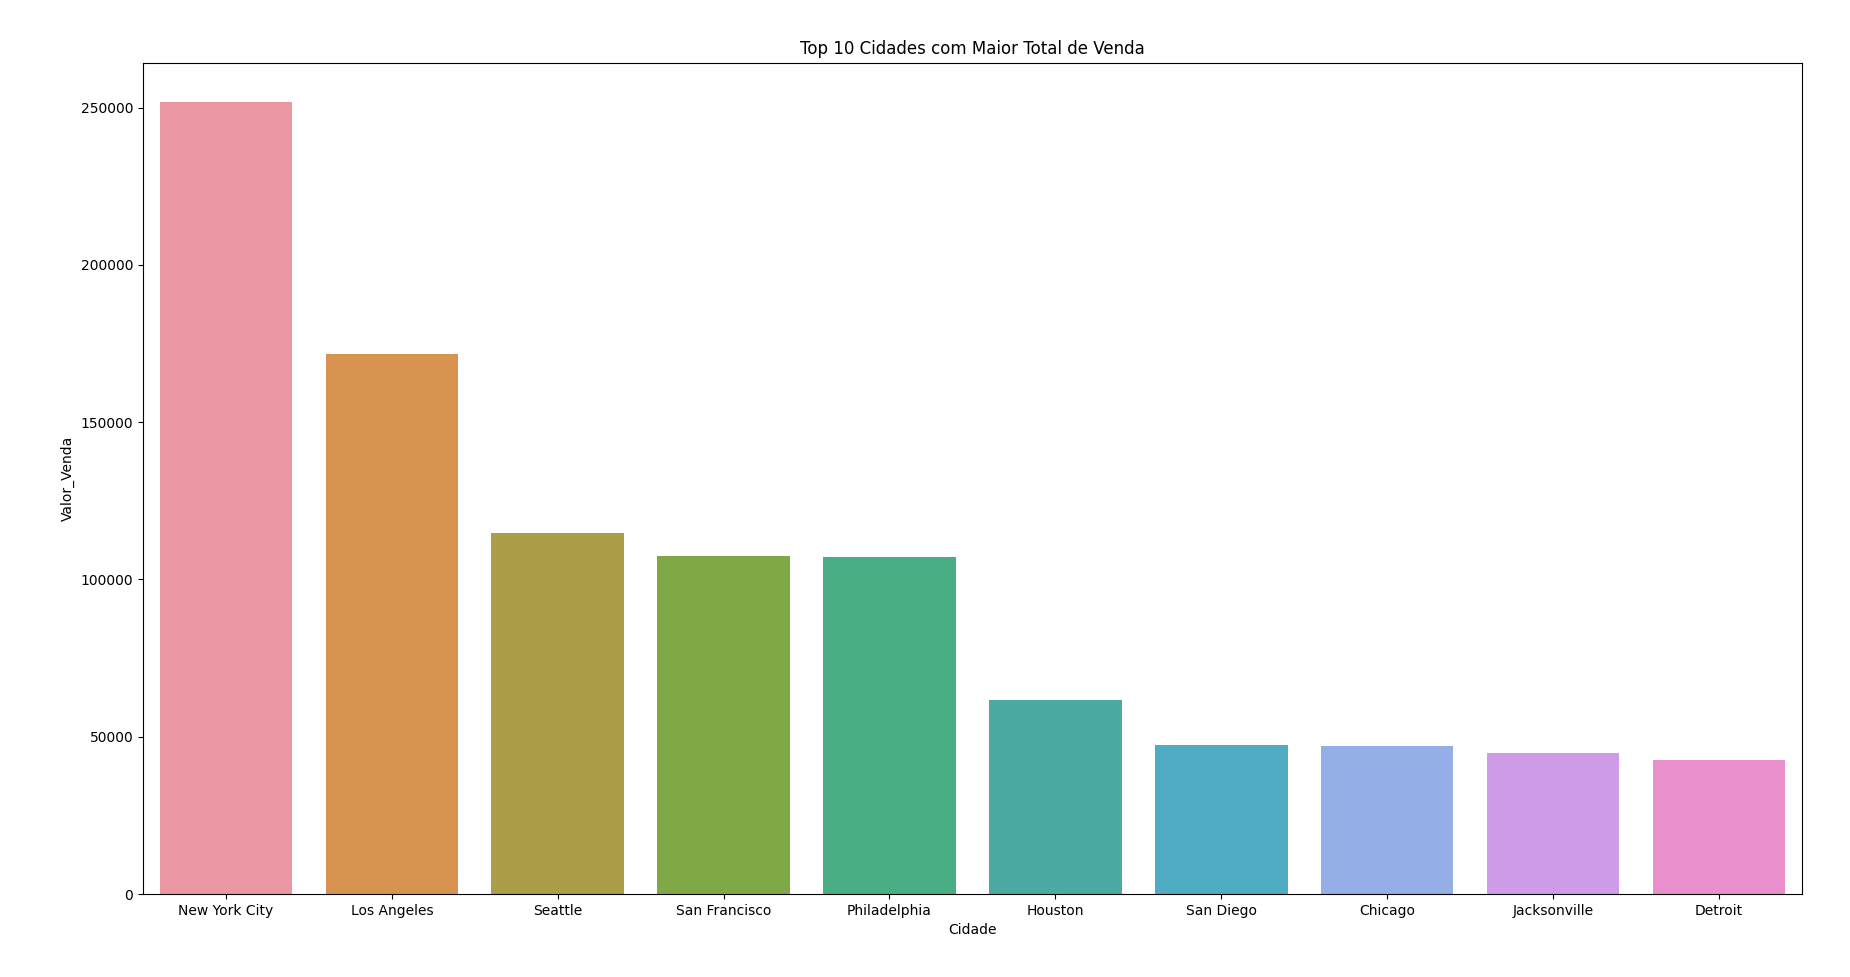 Top 10 Cidades com Maior Total de Venda
Valor_Venda
250000
200000
150000
100000
50000
0
New York City Los Angeles Seattle San Francisco Philadelphia Houston San Diego Chicago Jacksonville Detroit
Cidade